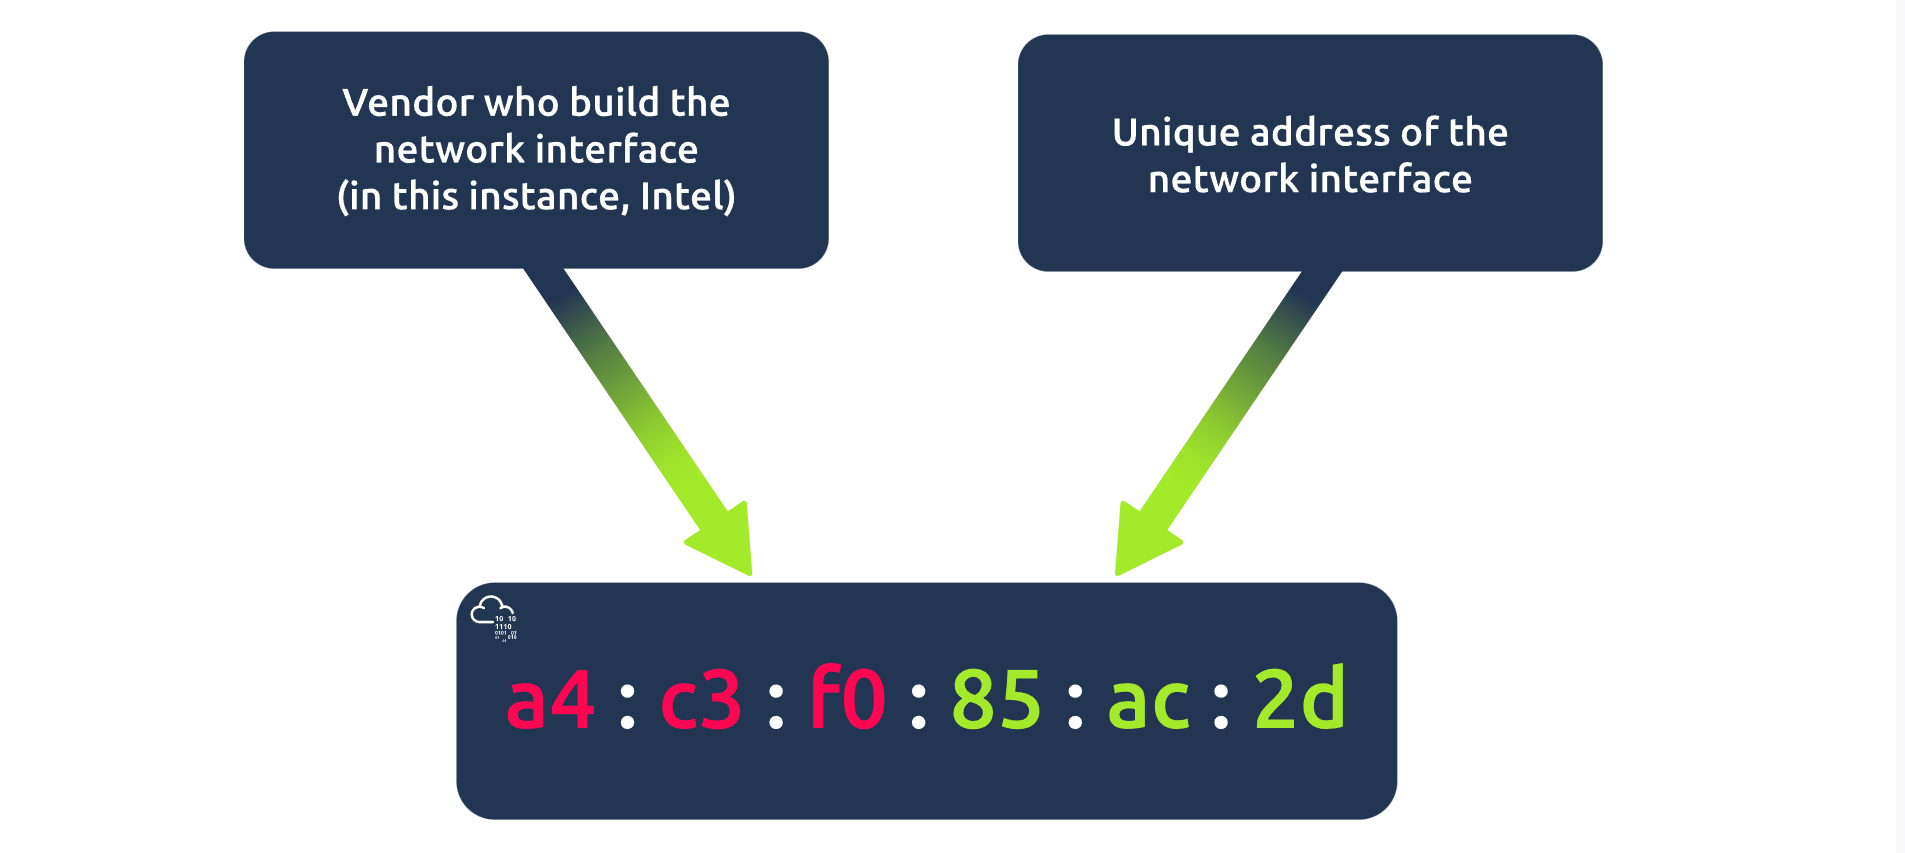 Vendor who build the
network interface
(in this instance, Intel)
Unique address of the
network interface
10 10
1110
a4 : c3 : f0 : 85 : ac : 2d